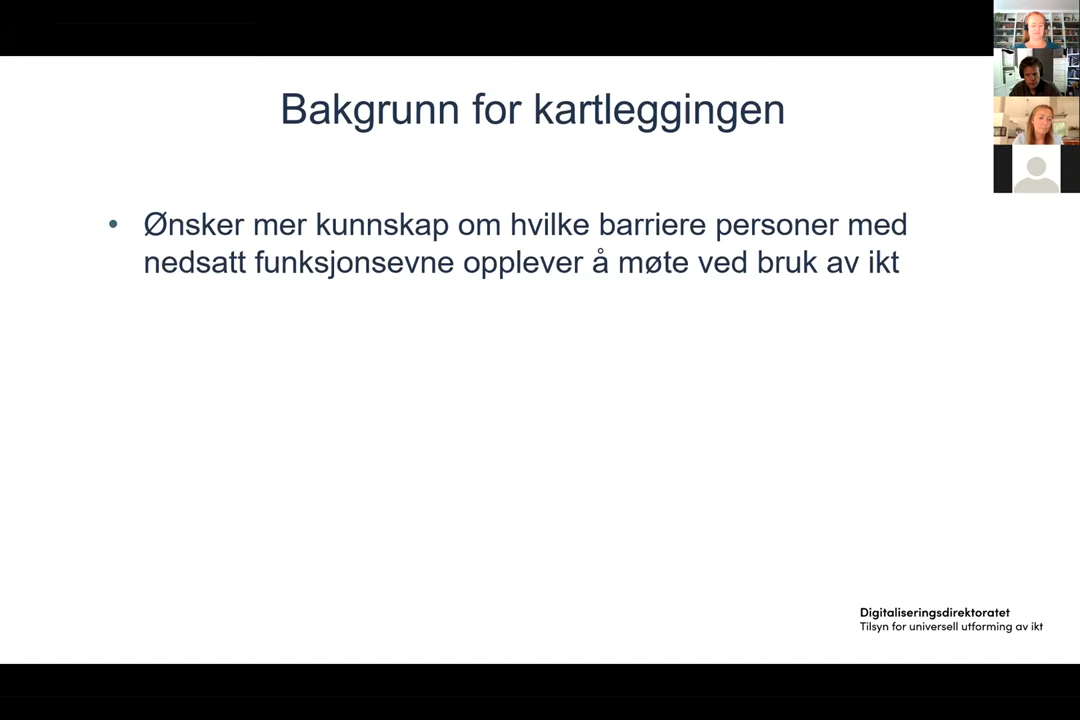 Bakgrunn for kartleggingen
• Ønsker mer kunnskap om hvilke barriere personer med
nedsatt funksjonsevne opplever å møte ved bruk av ikt
Digitaliseringsdirektoratet
Tilsyn for universell utforming av ikt